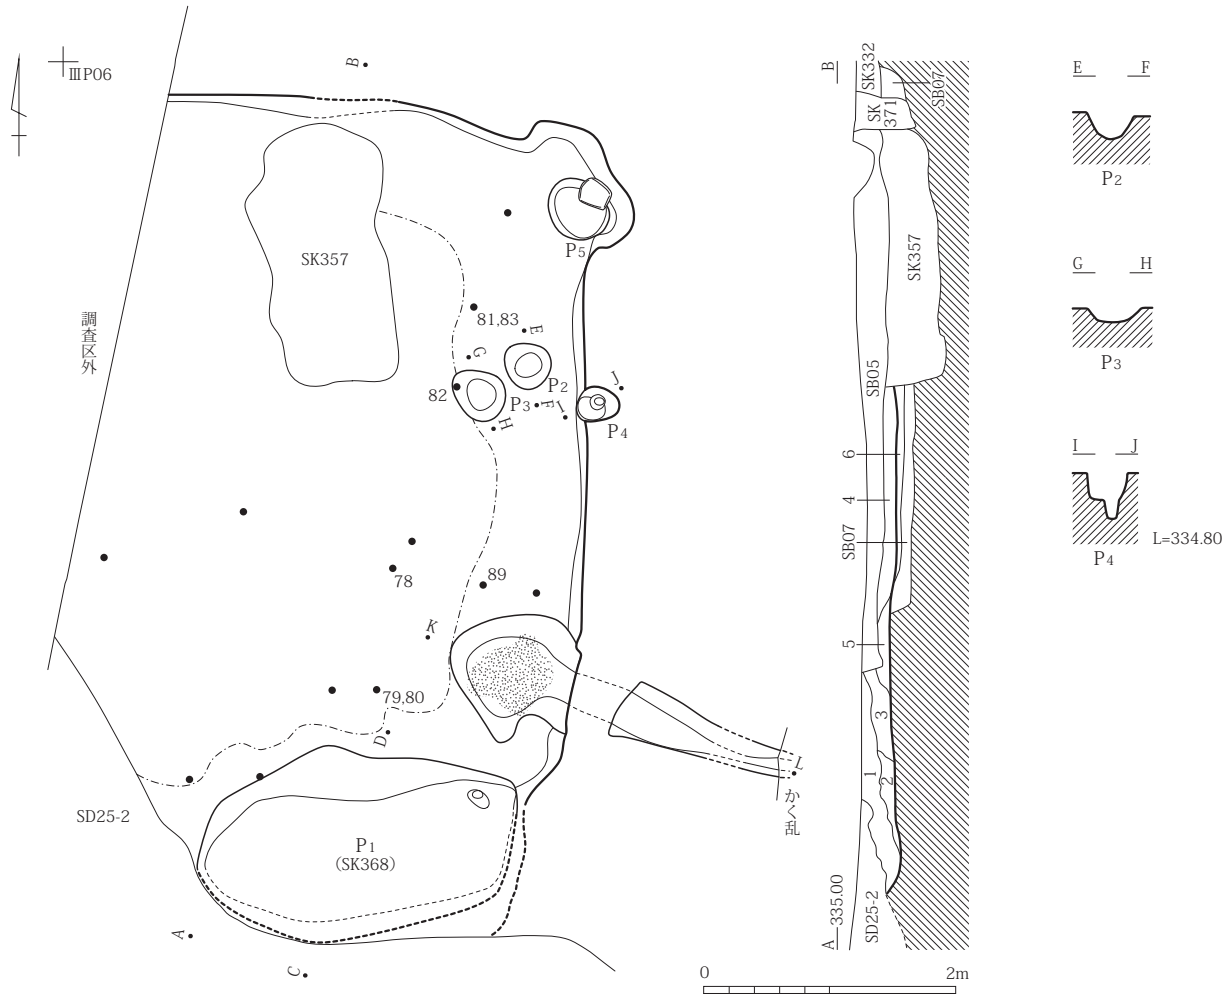 ⅢP06
B
調査区外
SK357
P5
81,83
E
G
82
P3
P2
F
I
J
P4
H
78
89
K
79,80
D
SD25-2
P1
(SK368)
A
C
L
かく乱
B
SK332
SB07
SK
371
SK357
SB05
6
4
SB07
5
3
1
2
A 335.00
SD25-2
E F
P2
G H
P3
I J
P4
L=334.80
0 2m